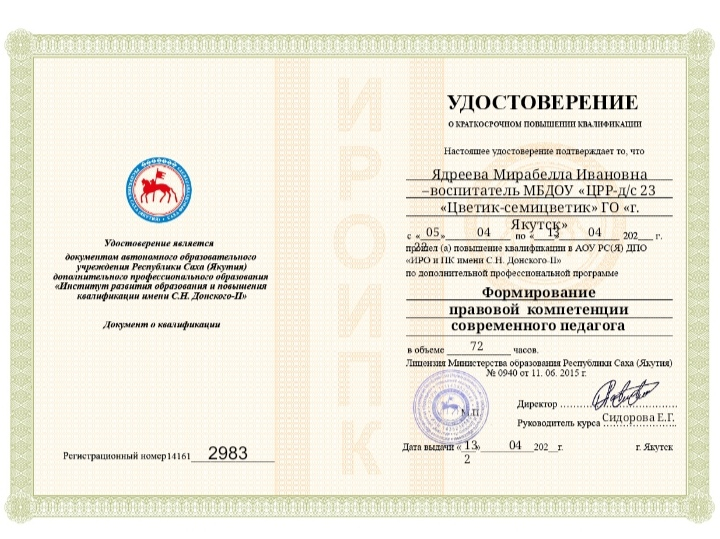 Удостоверение является
документам автономного образовательного
учреждения Республики Саха (Якутия)
дополнительного профессионального образования
«Институт развития образования и повышения
квалификации имени С.Н. Донского-II»
Документ о квалификации
Регистрационный номер14161 2983
ИРОИПК
УДОСТОВЕРЕНИЕ
О КРАТКОСРОЧНОМ ПОВЫШЕНИИ КВАЛИФИКАЦИИ
Настоящее удостоверение подтверждает то, что
Ядреева Мирабелла Ивановна
–воспитатель МБДОУ «ЦРР-д/с 23
«Цветик-семицветик» ГО «г.
Якутск»
с «05» 04 по «13 04 202 г.
22
прошел (а) повышение квалификации в АОУ РС(Я) ДПО
«ИРО и ПК имени С.Н. Донского-II»
по дополнительной профессиональной программе
Формирование
правовой компетенции
современного педагога
в объеме 72 часов.
Лицензия Министерства образования Республики Саха (Якутия)
№ 0940 от 11. 06. 2015 г.
М.П.
Директор
Руководитель курса Сидорова Е.Г.
Дата выдачи «13» 04 202 г. г. Якутск
2